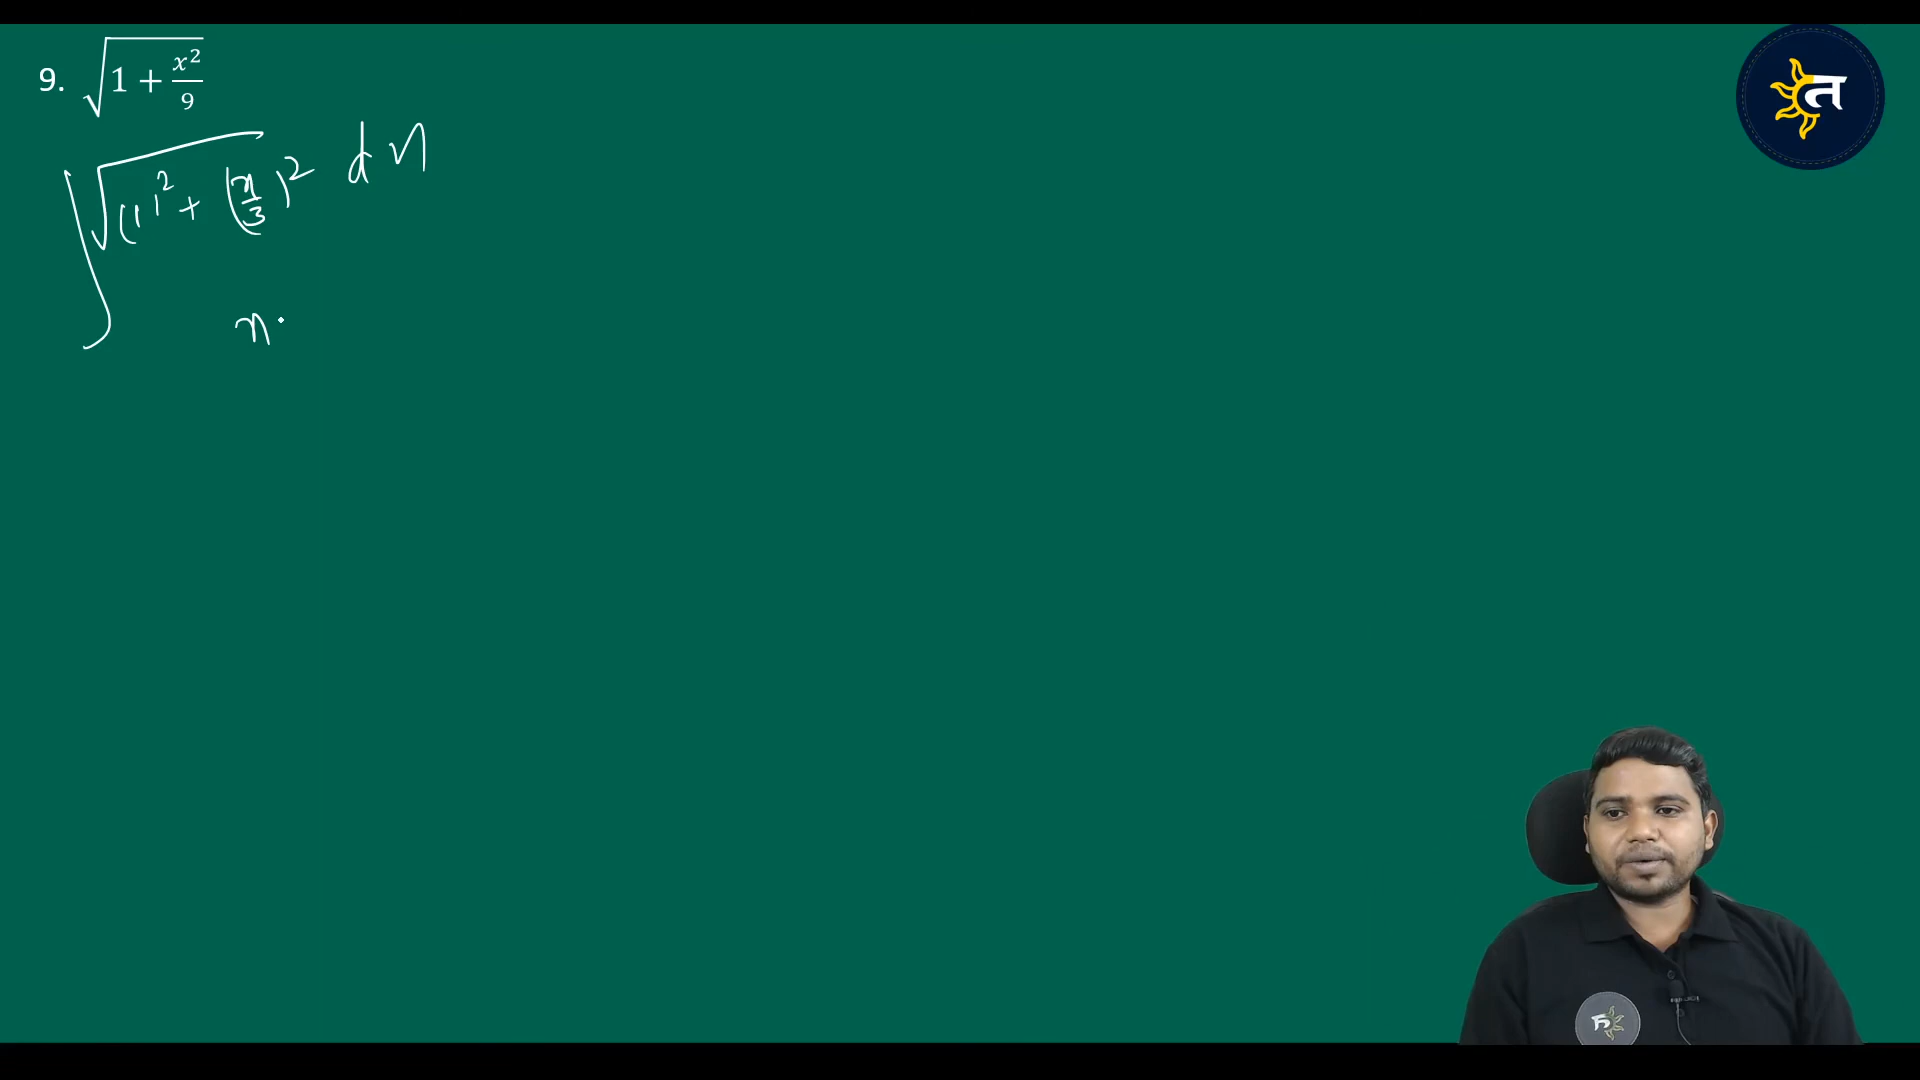 9. √(1 + x²/9)
∫ √((1)² + (x/3)²) dx
x
त
त